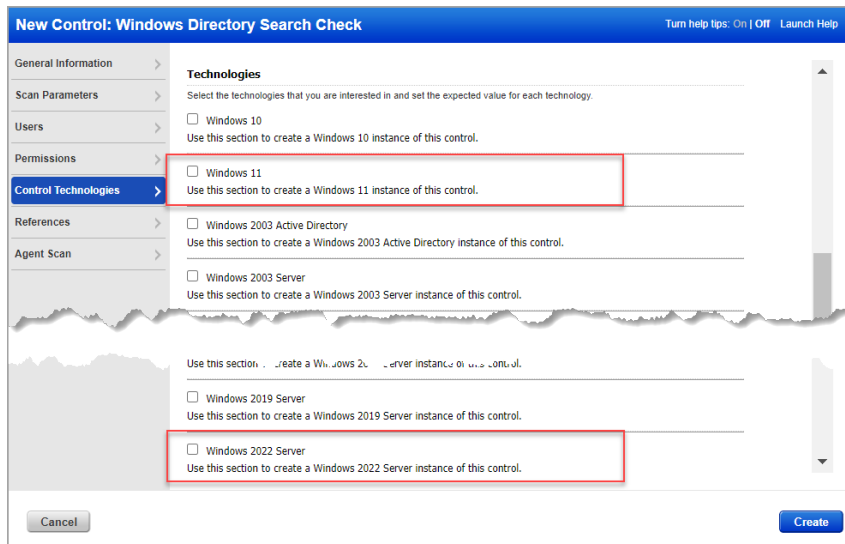 New Control: Windows Directory Search Check
Turn help tips: On | Off Launch Help
General Information
Scan Parameters
Users
Permissions
Control Technologies
References
Agent Scan
Technologies
Select the technologies that you are interested in and set the expected value for each technology.
Windows 10
Use this section to create a Windows 10 instance of this control.
Windows 11
Use this section to create a Windows 11 instance of this control.
Windows 2003 Active Directory
Use this section to create a Windows 2003 Active Directory instance of this control.
Windows 2003 Server
Use this section to create a Windows 2003 Server instance of this control.
Use this section create a Windows Server instance of this control.
Windows 2019 Server
Use this section to create a Windows 2019 Server instance of this control.
Windows 2022 Server
Use this section to create a Windows 2022 Server instance of this control.
Cancel
Create